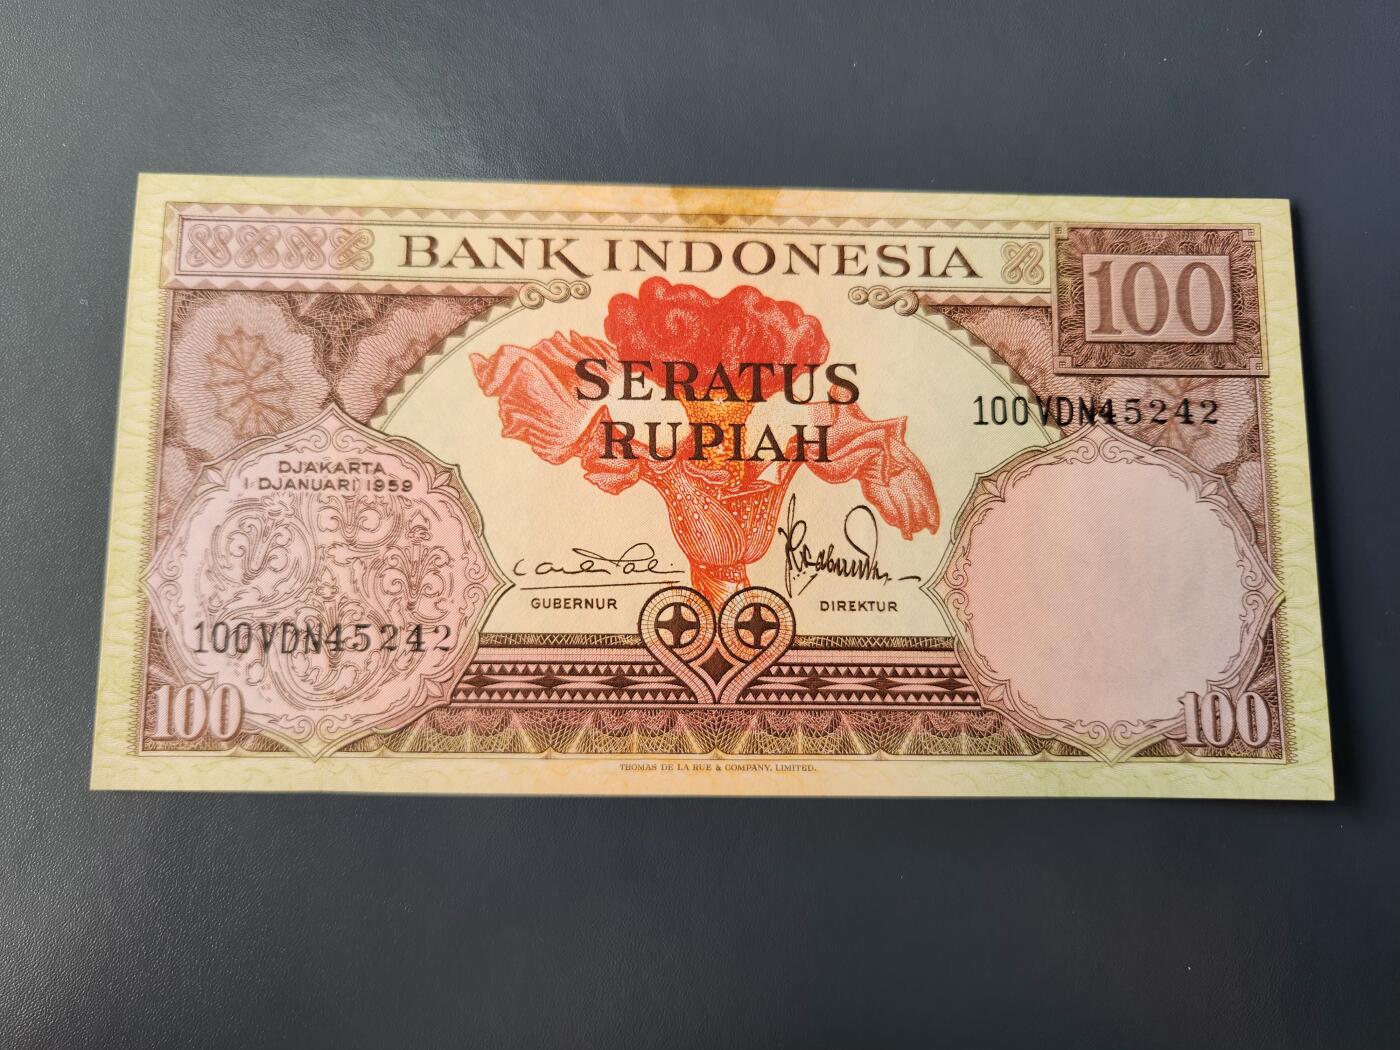 BANK INDONESIA
100
SERATUS
RUPIAH
100VDN45242
DJAKARTA
1 DJANUARI 1959
GUBERNUR
DIREKTUR
100VDN45242
100
100
THOMAS DE LA RUE & COMPANY, LIMITED.